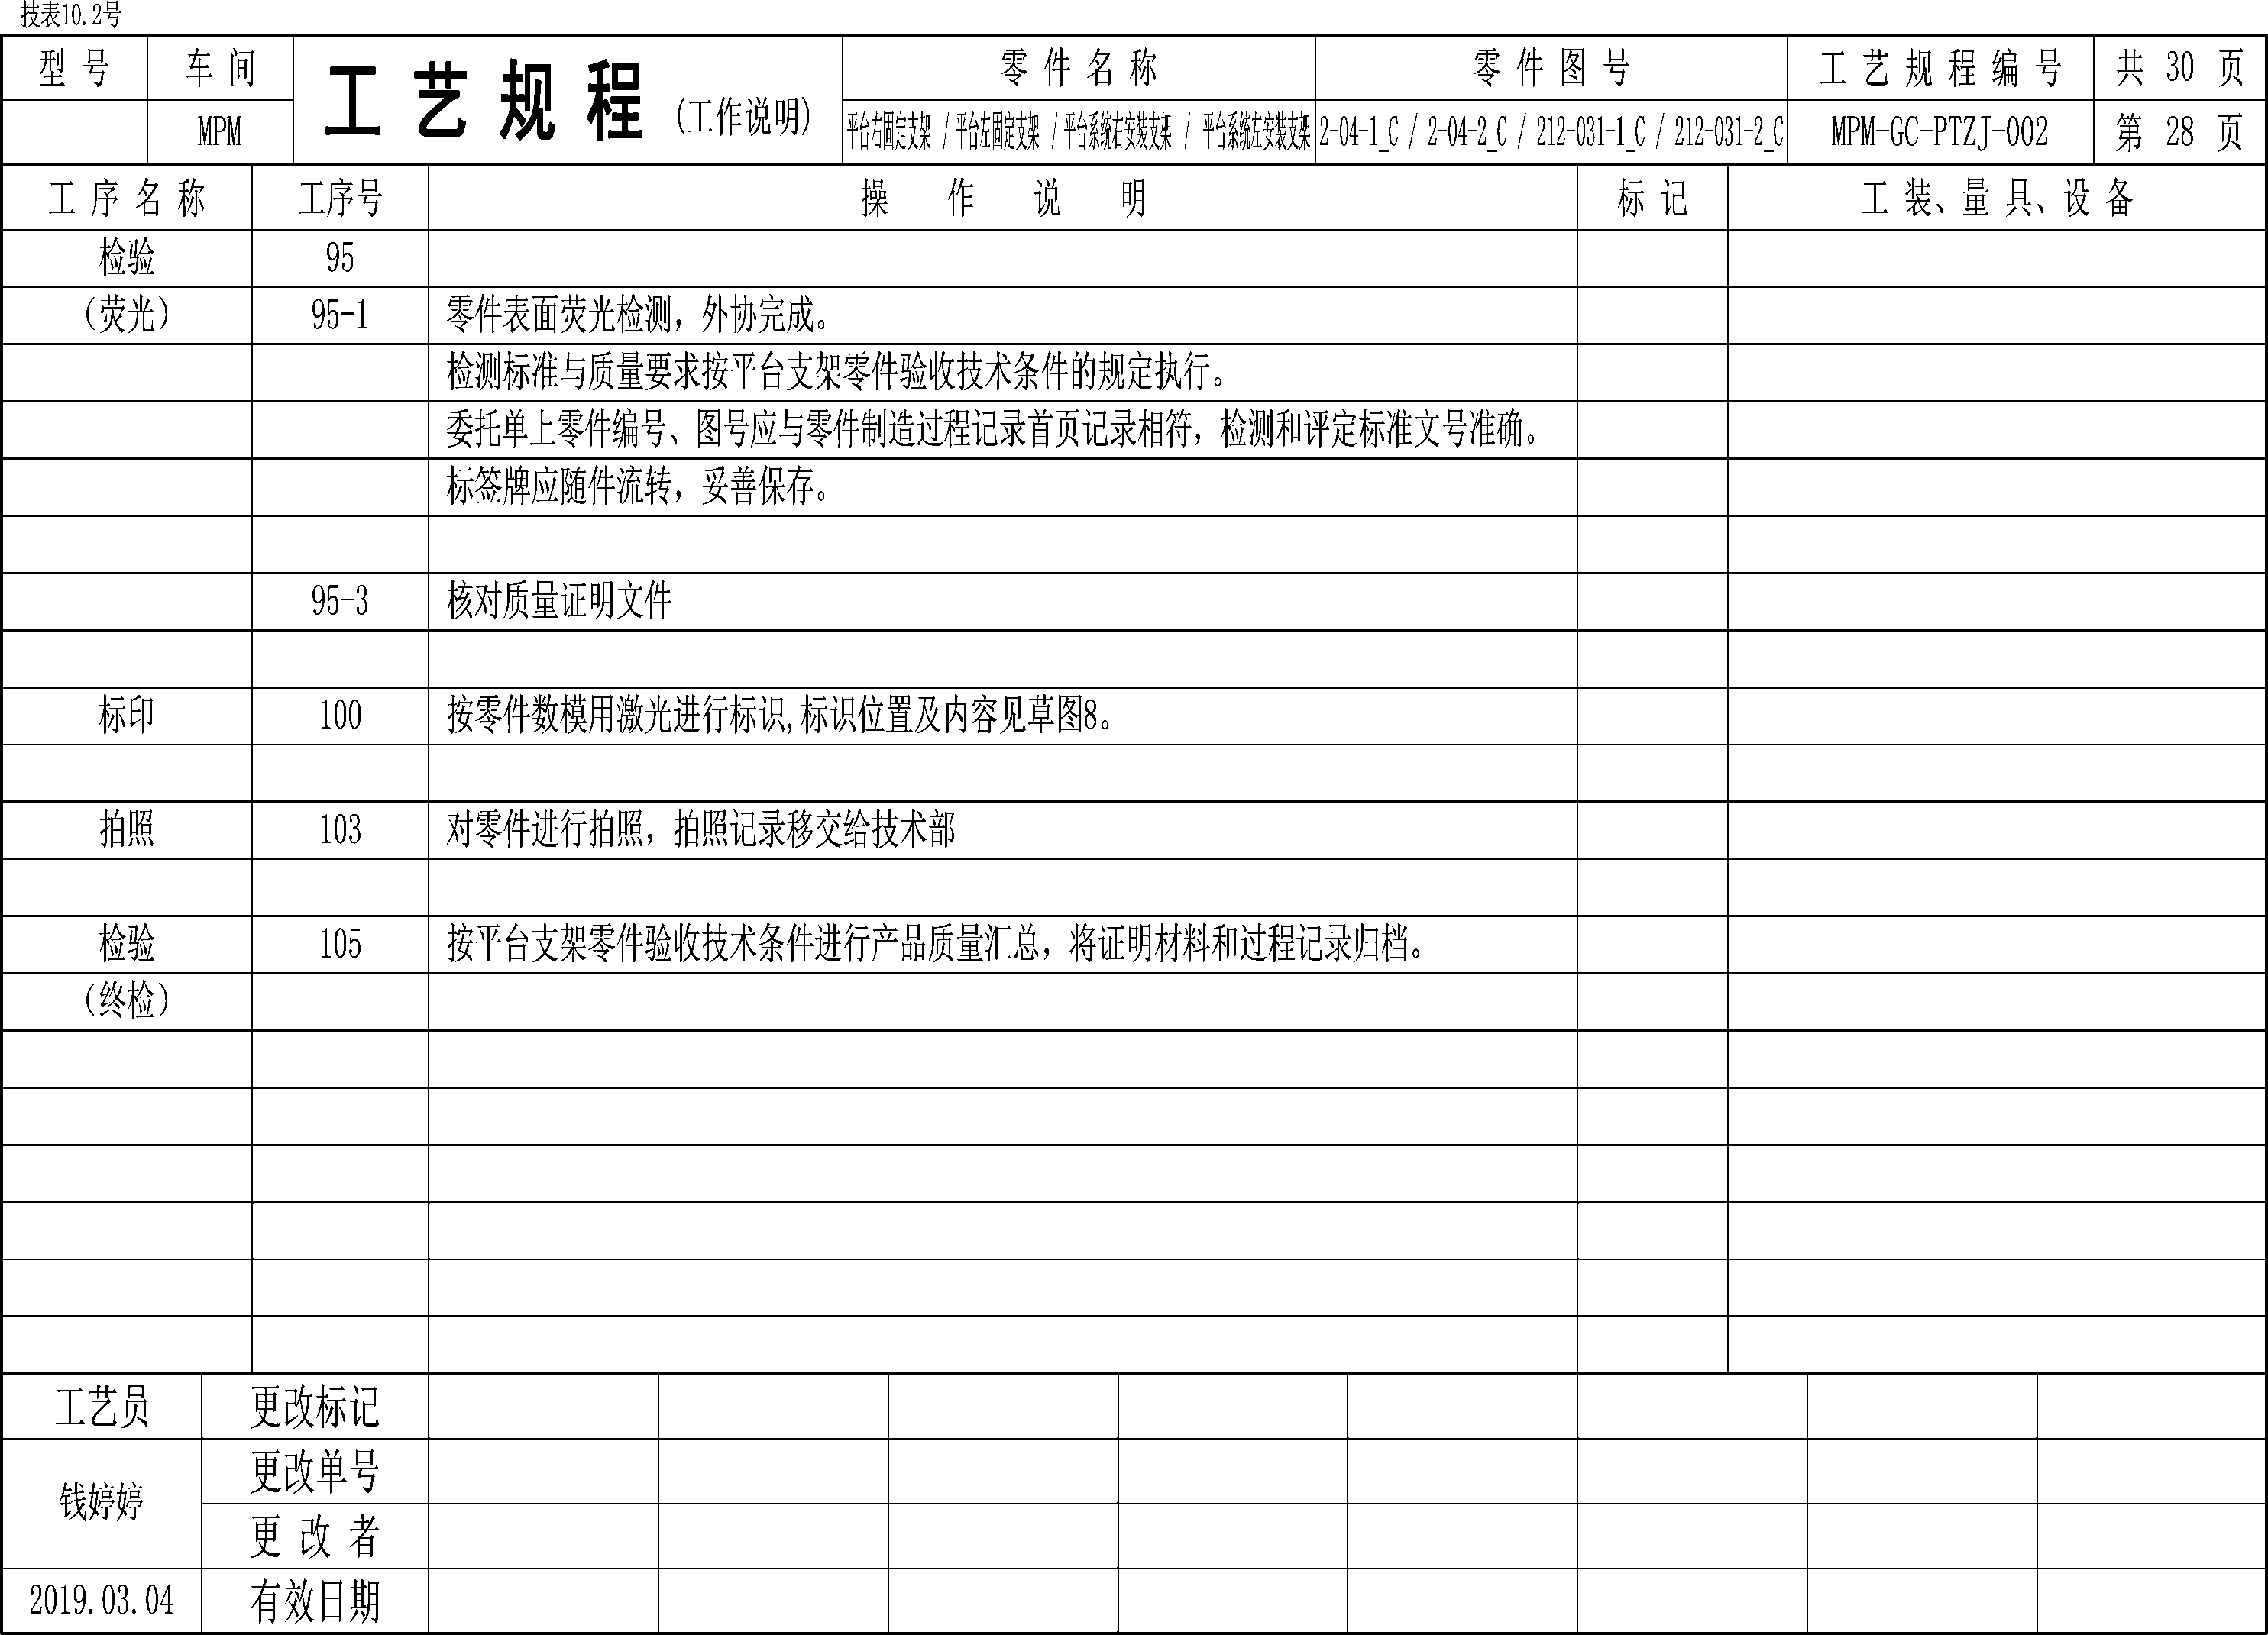 技表10.2号
型 号 车 间 工 艺 规 程 (工作说明) 零 件 名 称 零 件 图 号 工 艺 规 程 编 号 共 30 页
MPM 平台右固定支架 / 平台左固定支架 / 平台系统右安装支架 / 平台系统左安装支架 2-04-1_C / 2-04-2_C / 212-031-1_C / 212-031-2_C MPM-GC-PTZJ-002 第 28 页
工 序 名 称 工序号 操 作 说 明 标 记 工 装、量 具、设 备
检验 95
(荧光) 95-1 零件表面荧光检测，外协完成。
检测标准与质量要求按平台支架零件验收技术条件的规定执行。
委托单上零件编号、图号应与零件制造过程记录首页记录相符，检测和评定标准文号准确。
标签牌应随件流转，妥善保存。
95-3 核对质量证明文件
标印 100 按零件数模用激光进行标识,标识位置及内容见草图8。
拍照 103 对零件进行拍照，拍照记录移交给技术部
检验 105 按平台支架零件验收技术条件进行产品质量汇总，将证明材料和过程记录归档。
(终检)
工艺员 更改标记
钱婷婷 更改单号
更 改 者
2019.03.04 有效日期